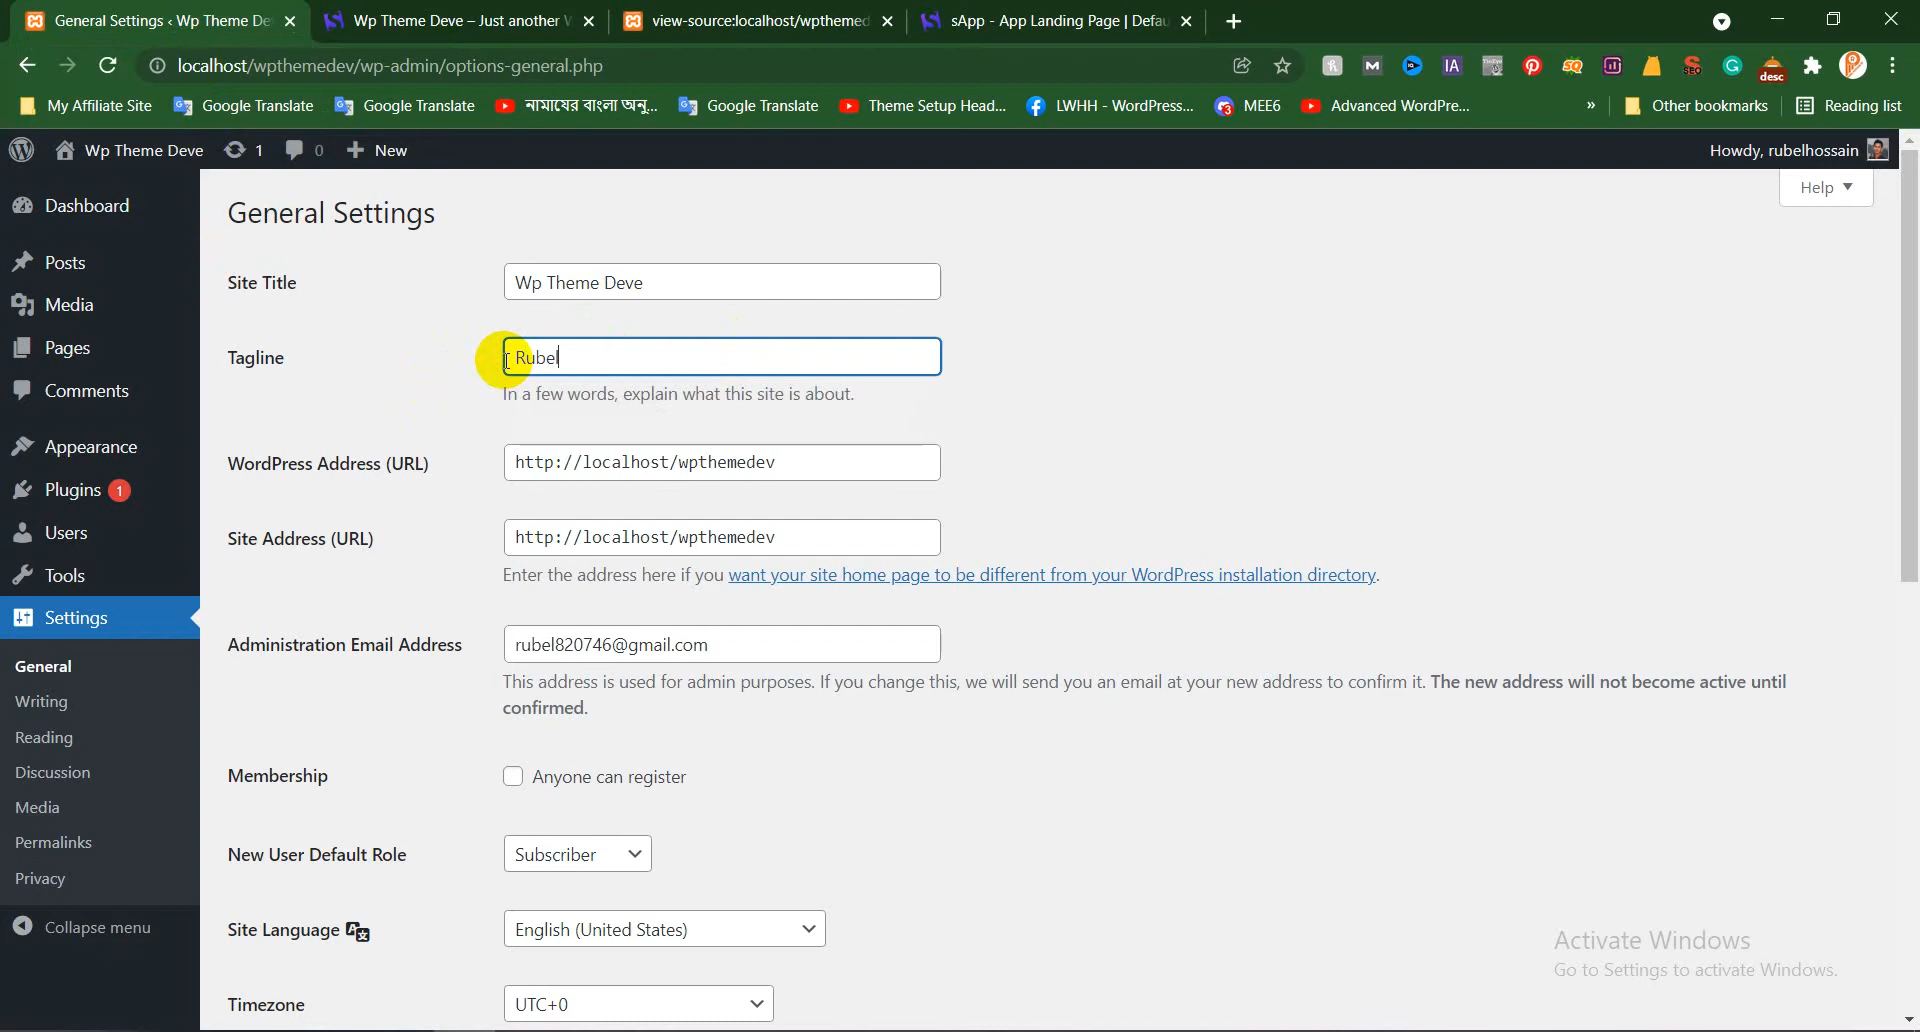 General Settings ‹ Wp Theme De
Wp Theme Deve – Just another W
view-source:localhost/wpthemed
sApp - App Landing Page | Defau
localhost/wpthemedev/wp-admin/options-general.php
My Affiliate Site
Google Translate
Google Translate
নামাযের বাংলা অনু...
Google Translate
Theme Setup Head...
LWHH - WordPress...
MEE6
Advanced WordPre...
»
Other bookmarks
Reading list
Wp Theme Deve
1
0
New
Howdy, rubelhossain
Help
Dashboard
Posts
Media
Pages
Comments
Appearance
Plugins 1
Users
Tools
Settings
General
Writing
Reading
Discussion
Media
Permalinks
Privacy
Collapse menu
General Settings
Site Title
Wp Theme Deve
Tagline
Rubel
In a few words, explain what this site is about.
WordPress Address (URL)
http://localhost/wpthemedev
Site Address (URL)
http://localhost/wpthemedev
Enter the address here if you want your site home page to be different from your WordPress installation directory.
Administration Email Address
rubel820746@gmail.com
This address is used for admin purposes. If you change this, we will send you an email at your new address to confirm it. The new address will not become active until
confirmed.
Membership
Anyone can register
New User Default Role
Subscriber
Site Language
English (United States)
Timezone
UTC+0
Activate Windows
Go to Settings to activate Windows.